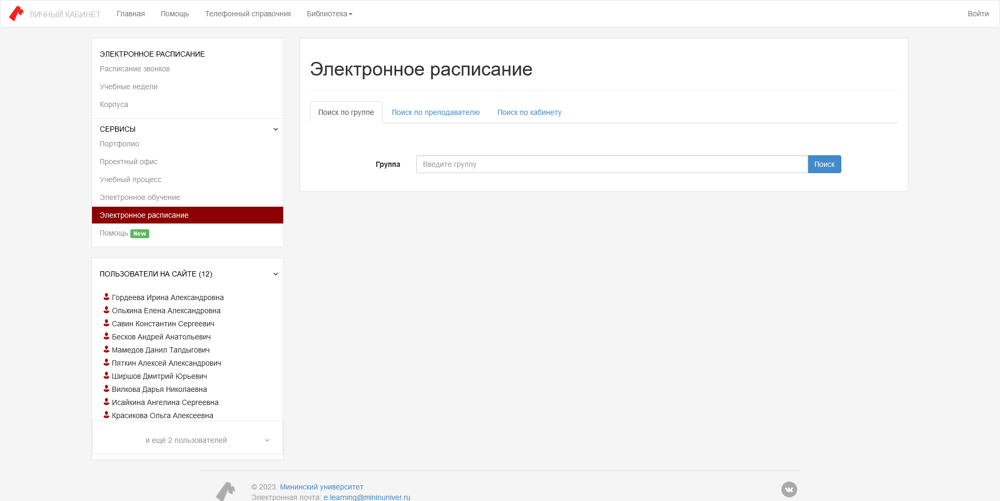 ЛИЧНЫЙ КАБИНЕТ Главная Помощь Телефонный справочник Библиотека Войти
ЭЛЕКТРОННОЕ РАСПИСАНИЕ
Расписание звонков
Учебные недели
Корпуса
СЕРВИСЫ
Портфолио
Проектный офис
Учебный процесс
Электронное обучение
Электронное расписание
Помощь New
ПОЛЬЗОВАТЕЛИ НА САЙТЕ (12)
Гордеева Ирина Александровна
Ольхина Елена Александровна
Савин Константин Сергеевич
Бесков Андрей Анатольевич
Мамедов Данил Тапдыгович
Пяткин Алексей Александрович
Ширшов Дмитрий Юрьевич
Вилкова Дарья Николаевна
Исайкина Ангелина Сергеевна
Красикова Ольга Алексеевна
и ещё 2 пользователей
Электронное расписание
Поиск по группе Поиск по преподавателю Поиск по кабинету
Группа Введите группу Поиск
© 2023. Мининский университет
Электронная почта: e.learning@mininuniver.ru